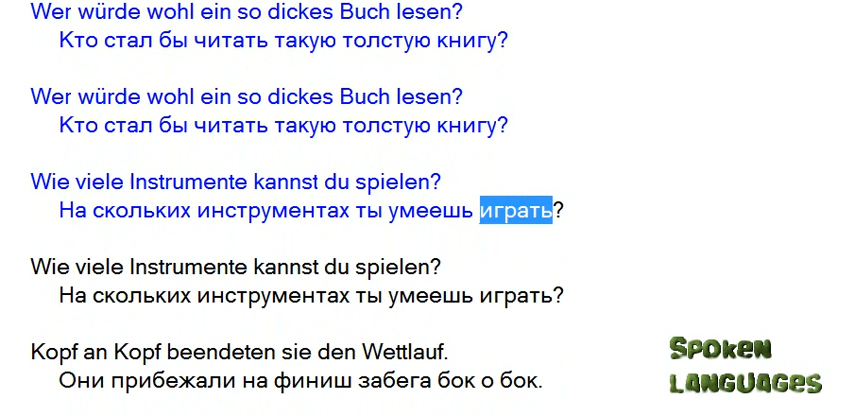 Wer würde wohl ein so dickes Buch lesen?
Кто стал бы читать такую толстую книгу?
Wer würde wohl ein so dickes Buch lesen?
Кто стал бы читать такую толстую книгу?
Wie viele Instrumente kannst du spielen?
На скольких инструментах ты умеешь играть?
Wie viele Instrumente kannst du spielen?
На скольких инструментах ты умеешь играть?
Kopf an Kopf beendeten sie den Wettlauf.
Они прибежали на финиш забега бок о бок.
Spoken
Languages